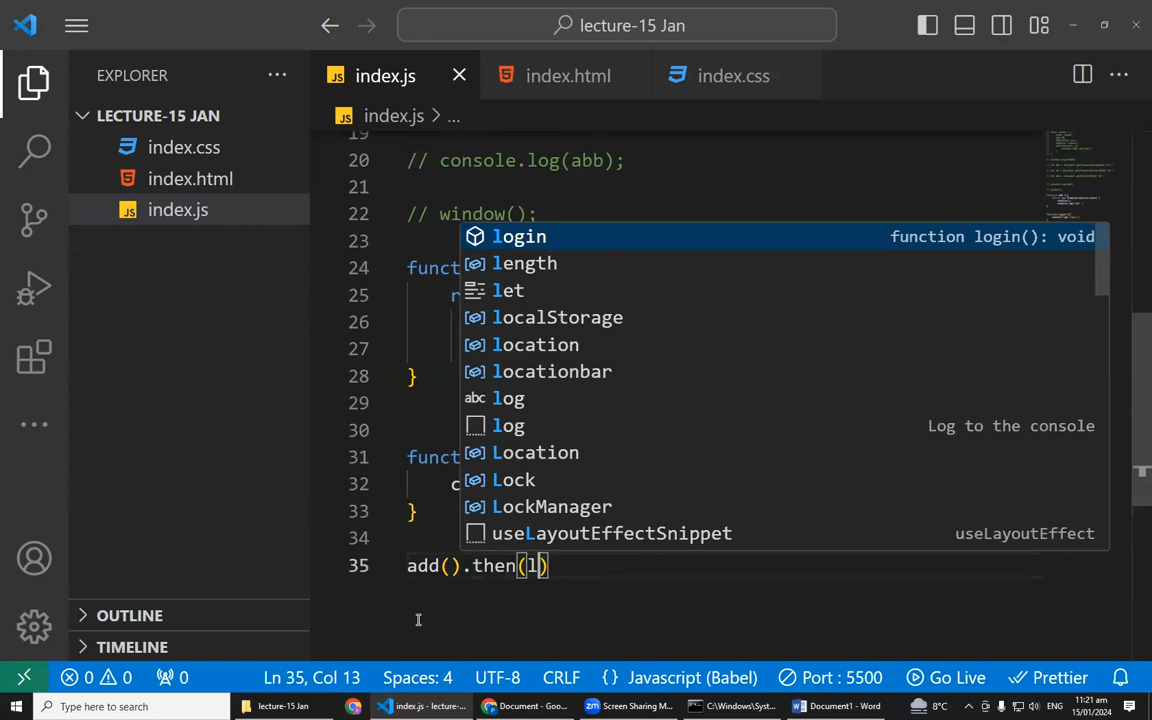 lecture-15 Jan
EXPLORER
index.js
index.html
index.css
LECTURE-15 JAN
index.js > ...
index.css
index.html
index.js
19
20 // console.log(abb);
21
22 // window();
23
24 funct
25 r
26
27
28 }
29
30
31 funct
32 c
33 }
34
35 add().then(l)
login function login(): void
length
let
localStorage
location
locationbar
abc log
log Log to the console
Location
Lock
LockManager
useLayoutEffectSnippet useLayoutEffect
OUTLINE
TIMELINE
0 0 0 Ln 35, Col 13 Spaces: 4 UTF-8 CRLF {} Javascript (Babel) Port : 5500 Go Live Prettier
Type here to search lecture-15 Jan index.js - lecture-... Document - Goo... zm Screen Sharing M... C:\Windows\Syst... Document1 - Word 8°C ENG 11:21 am
15/01/2024